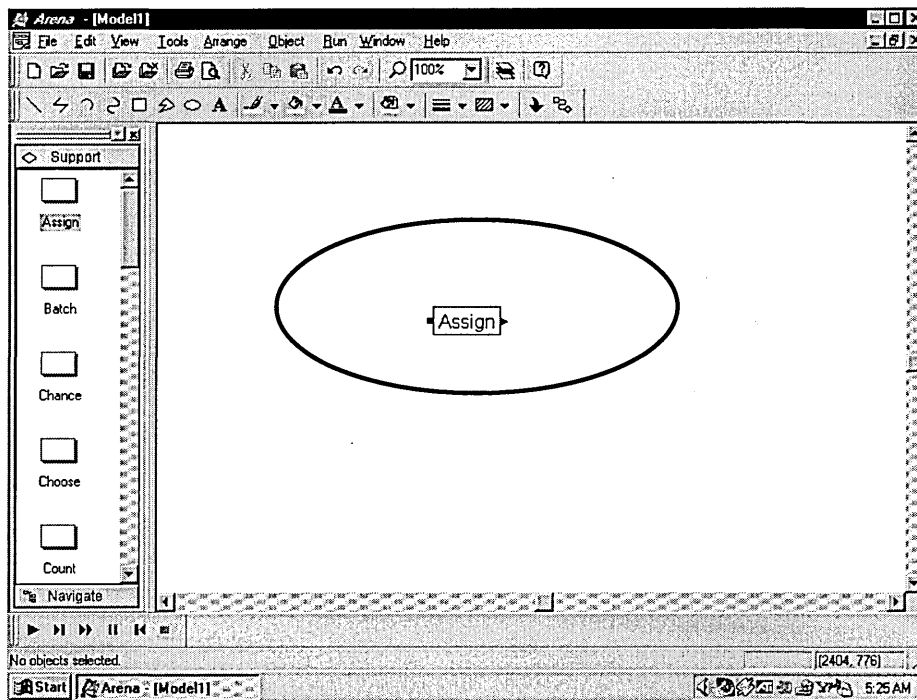 Arena - [Model1]
File Edit View Tools Arrange Object Run Window Help
100%
A A
Support
Assign
Batch
Chance
Choose
Count
Navigate
Assign
No objects selected.
(2404, 776)
Start Arena - [Model1] 5:25 AM